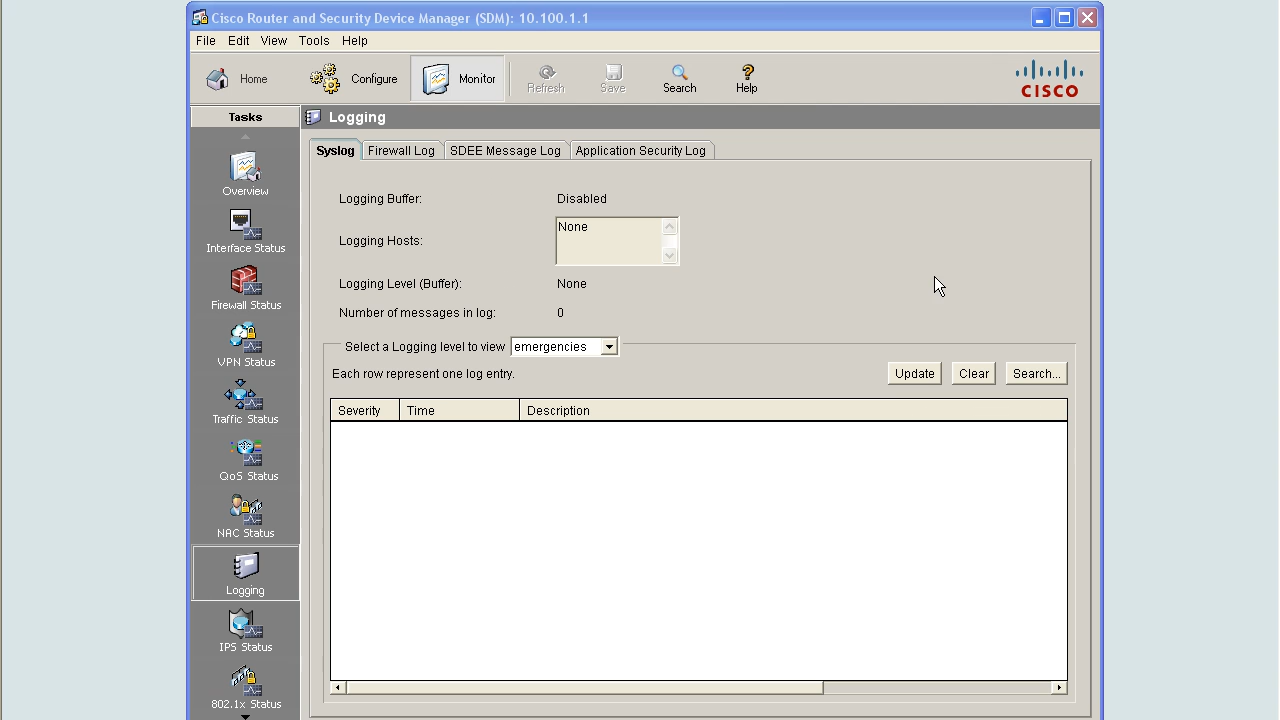 Cisco Router and Security Device Manager (SDM): 10.100.1.1
File Edit View Tools Help
Home Configure Monitor Refresh Save Search Help
CISCO
Tasks
Logging
Syslog Firewall Log SDEE Message Log Application Security Log
Overview
Interface Status
Firewall Status
VPN Status
Traffic Status
QoS Status
NAC Status
Logging
IPS Status
802.1x Status
Logging Buffer: Disabled
Logging Hosts: None
Logging Level (Buffer): None
Number of messages in log: 0
Select a Logging level to view emergencies
Each row represent one log entry. Update Clear Search...
Severity Time Description